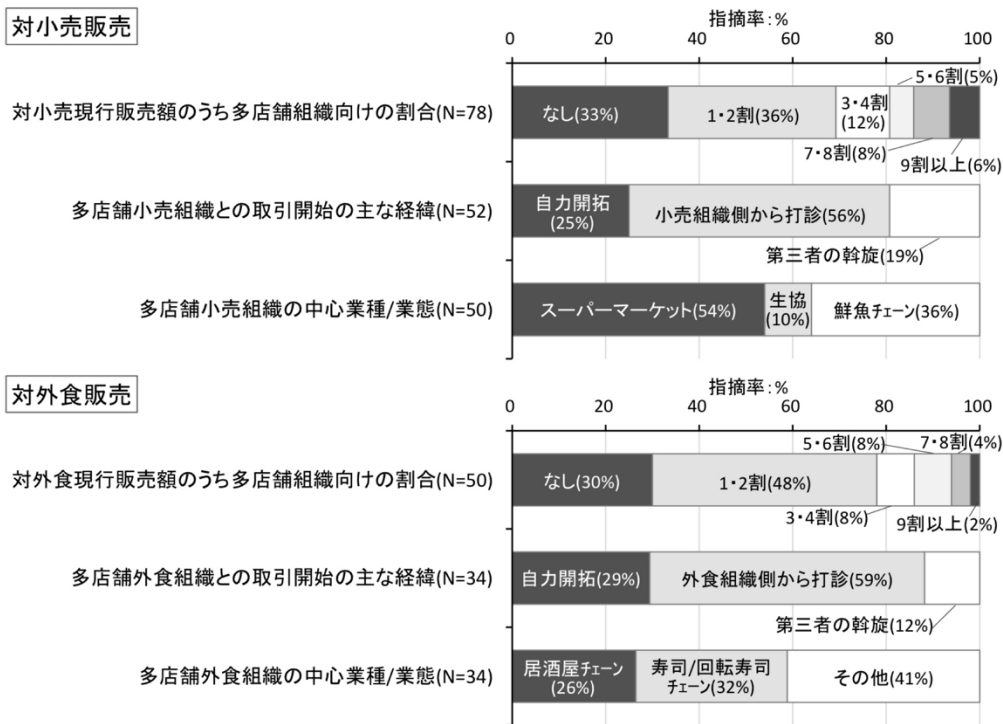 対小売販売
指摘率:%
0 20 40 60 80 100
5・6割(5%)
対小売現行販売額のうち多店舗組織向けの割合(N=78)
なし(33%)
1・2割(36%)
3・4割
(12%)
7・8割(8%)
9割以上(6%)
多店舗小売組織との取引開始の主な経緯(N=52)
自力開拓
(25%)
小売組織側から打診(56%)
第三者の斡旋(19%)
多店舗小売組織の中心業種/業態(N=50)
スーパーマーケット(54%)
生協
(10%)
鮮魚チェーン(36%)
対外食販売
指摘率:%
0 20 40 60 80 100
5・6割(8%)
7・8割(4%)
対外食現行販売額のうち多店舗組織向けの割合(N=50)
なし(30%)
1・2割(48%)
3・4割(8%)
9割以上(2%)
多店舗外食組織との取引開始の主な経緯(N=34)
自力開拓(29%)
外食組織側から打診(59%)
第三者の斡旋(12%)
多店舗外食組織の中心業種/業態(N=34)
居酒屋チェーン
(26%)
寿司/回転寿司
チェーン(32%)
その他(41%)